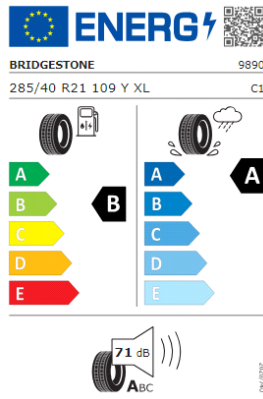 ENERG
BRIDGESTONE 9890
285/40 R21 109 Y XL C1
A
B
C
D
E
B
A
B
C
D
E
A
71 dB
ABC